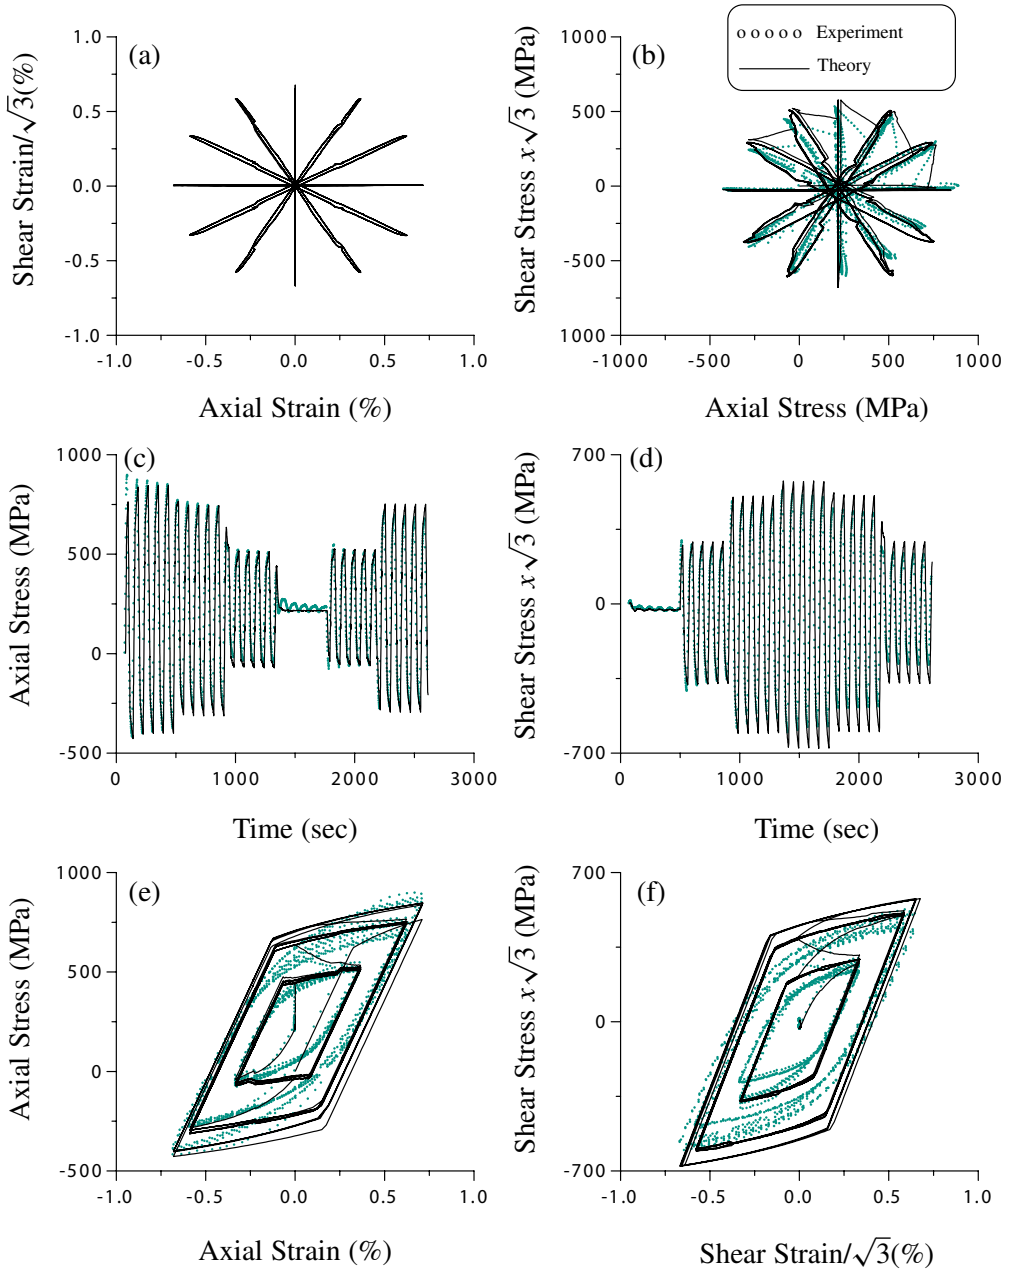 Experiment
Theory
(a)
1.0
0.5
0.0
-0.5
-1.0
Shear Strain/√3(%)
-1.0 -0.5 0.0 0.5 1.0
Axial Strain (%)
(b)
1000
500
0
-500
1000
Shear Stress x√3 (MPa)
-1000 -500 0 500 1000
Axial Stress (MPa)
(c)
1000
500
0
-500
Axial Stress (MPa)
0 1000 2000 3000
Time (sec)
(d)
700
0
-700
Shear Stress x√3 (MPa)
0 1000 2000 3000
Time (sec)
(e)
1000
500
0
-500
Axial Stress (MPa)
-1.0 -0.5 0.0 0.5 1.0
Axial Strain (%)
(f)
700
0
-700
Shear Stress x√3 (MPa)
-1.0 -0.5 0.0 0.5 1.0
Shear Strain/√3(%)